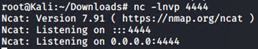 root@Kali:~/Downloads# nc -lnvp 4444
Ncat: Version 7.91 ( https://nmap.org/ncat )
Ncat: Listening on :::4444
Ncat: Listening on 0.0.0.0:4444